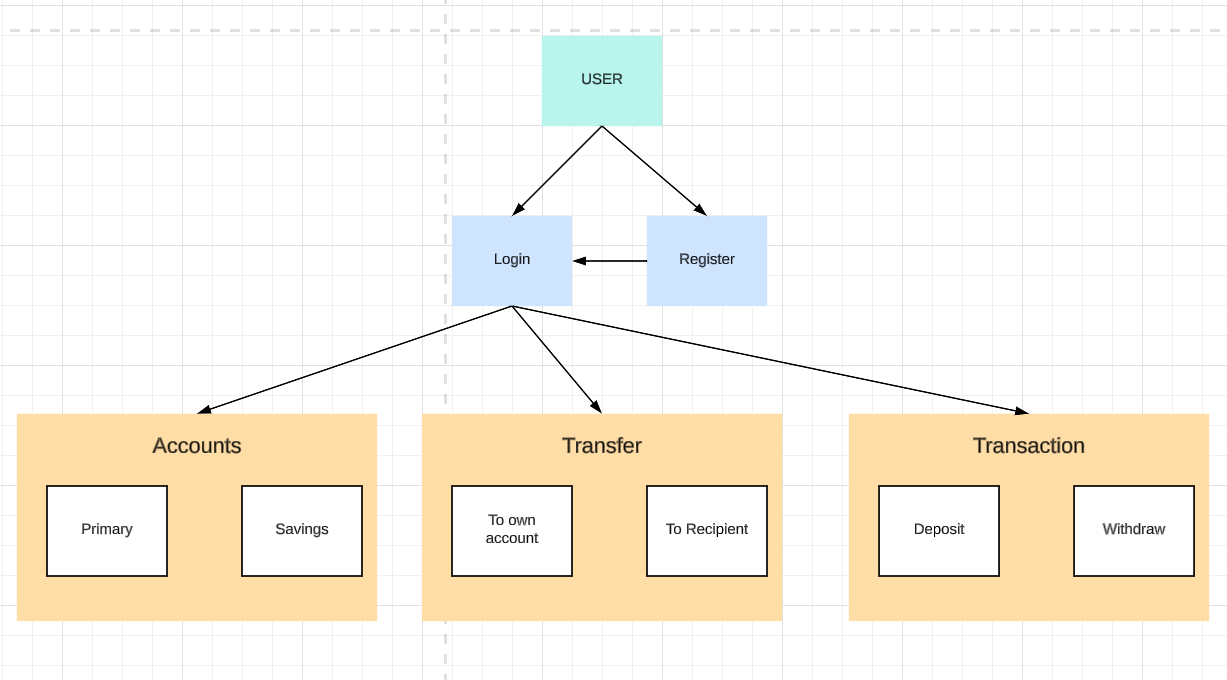 USER
Login
Register
Accounts
Primary
Savings
Transfer
To own
account
To Recipient
Transaction
Deposit
Withdraw